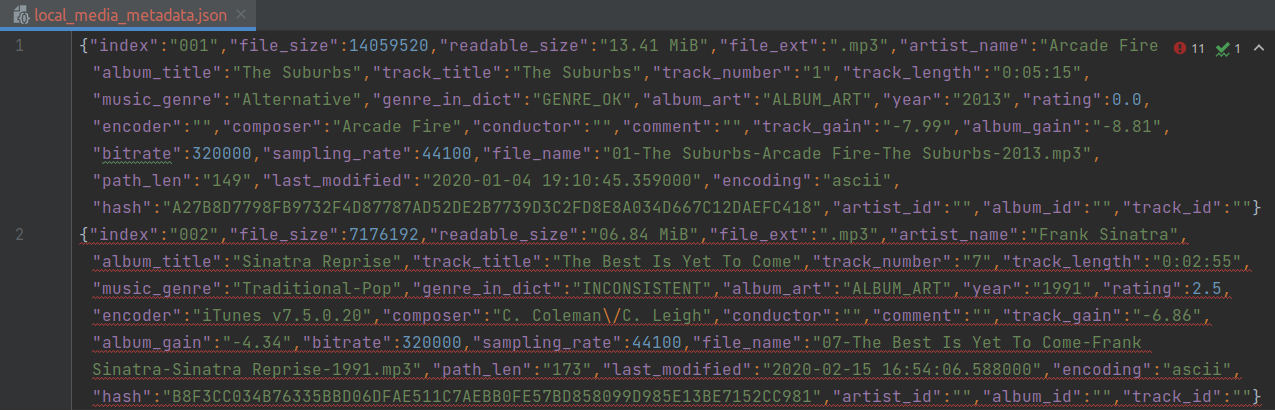 local_media_metadata.json
1 {"index":"001","file_size":14059520,"readable_size":"13.41 MiB","file_ext":".mp3","artist_name":"Arcade Fire 11 1
"album_title":"The Suburbs","track_title":"The Suburbs","track_number":"1","track_length":"0:05:15",
"music_genre":"Alternative","genre_in_dict":"GENRE_OK","album_art":"ALBUM_ART","year":"2013","rating":0.0,
"encoder":"","composer":"Arcade Fire","conductor":"","comment":"","track_gain":"-7.99","album_gain":"-8.81",
"bitrate":320000,"sampling_rate":44100,"file_name":"01-The Suburbs-Arcade Fire-The Suburbs-2013.mp3",
"path_len":"149","last_modified":"2020-01-04 19:10:45.359000","encoding":"ascii",
"hash":"A27B8D7798FB9732F4D87787AD52DE2B7739D3C2FD8E8A034D667C12DAEFC418","artist_id":"","album_id":"","track_id":""}
2 {"index":"002","file_size":7176192,"readable_size":"06.84 MiB","file_ext":".mp3","artist_name":"Frank Sinatra",
"album_title":"Sinatra Reprise","track_title":"The Best Is Yet To Come","track_number":"7","track_length":"0:02:55",
"music_genre":"Traditional-Pop","genre_in_dict":"INCONSISTENT","album_art":"ALBUM_ART","year":"1991","rating":2.5,
"encoder":"iTunes v7.5.0.20","composer":"C. Coleman\/C. Leigh","conductor":"","comment":"","track_gain":"-6.86",
"album_gain":"-4.34","bitrate":320000,"sampling_rate":44100,"file_name":"07-The Best Is Yet To Come-Frank
Sinatra-Sinatra Reprise-1991.mp3","path_len":"173","last_modified":"2020-02-15 16:54:06.588000","encoding":"ascii",
"hash":"B8F3CC034B76335BBD06DFAE511C7AEBB0FE57BD858099D985E13BE7152CC981","artist_id":"","album_id":"","track_id":""}